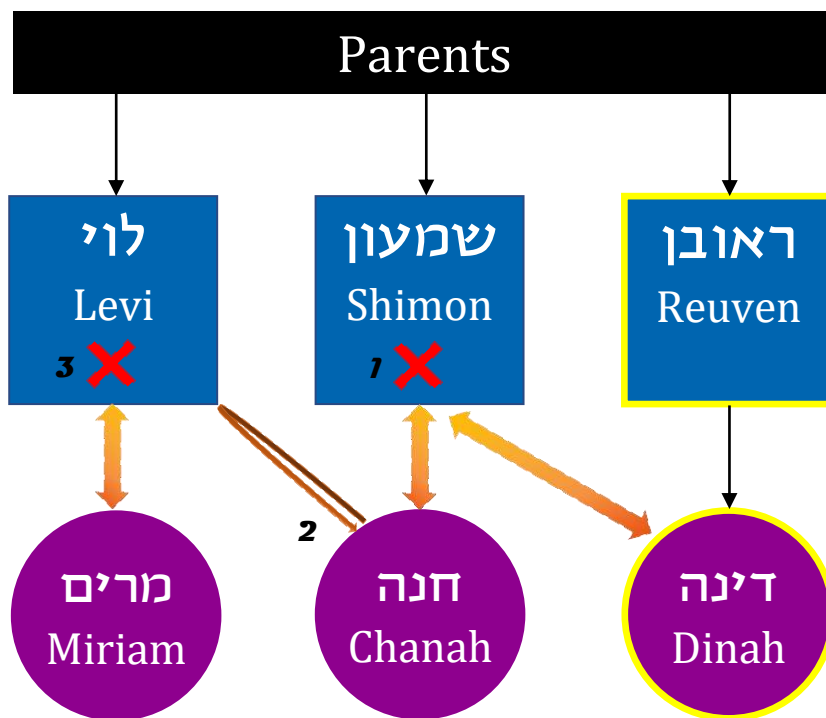 Parents
לוי
Levi
3
שמעון
Shimon
1
ראובן
Reuven
2
מרים
Miriam
חנה
Chanah
דינה
Dinah